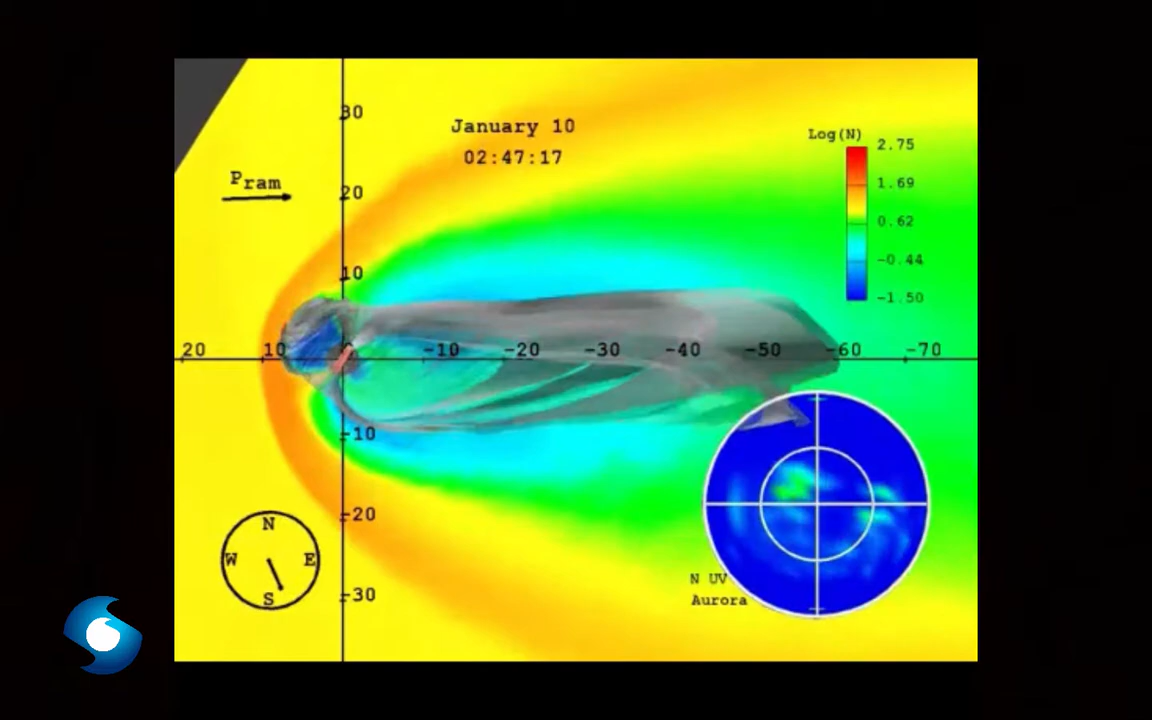 30
January 10
02:47:17
Log(N)
2.75
1.69
0.62
-0.44
-1.50
Pram
20
10
20 10 0 -10 -20 -30 -40 -50 -60 -70
-10
-20
-30
N
W E
S
N UV
Aurora